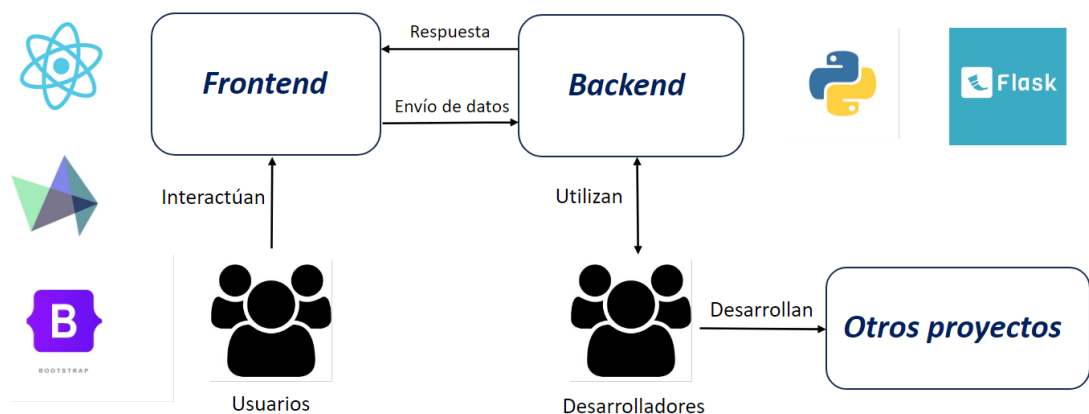 Respuesta
Frontend
Backend
Envío de datos
Flask
Interactúan
Utilizan
B
BOOTSTRAP
Desarrollan
Otros proyectos
Usuarios
Desarrolladores